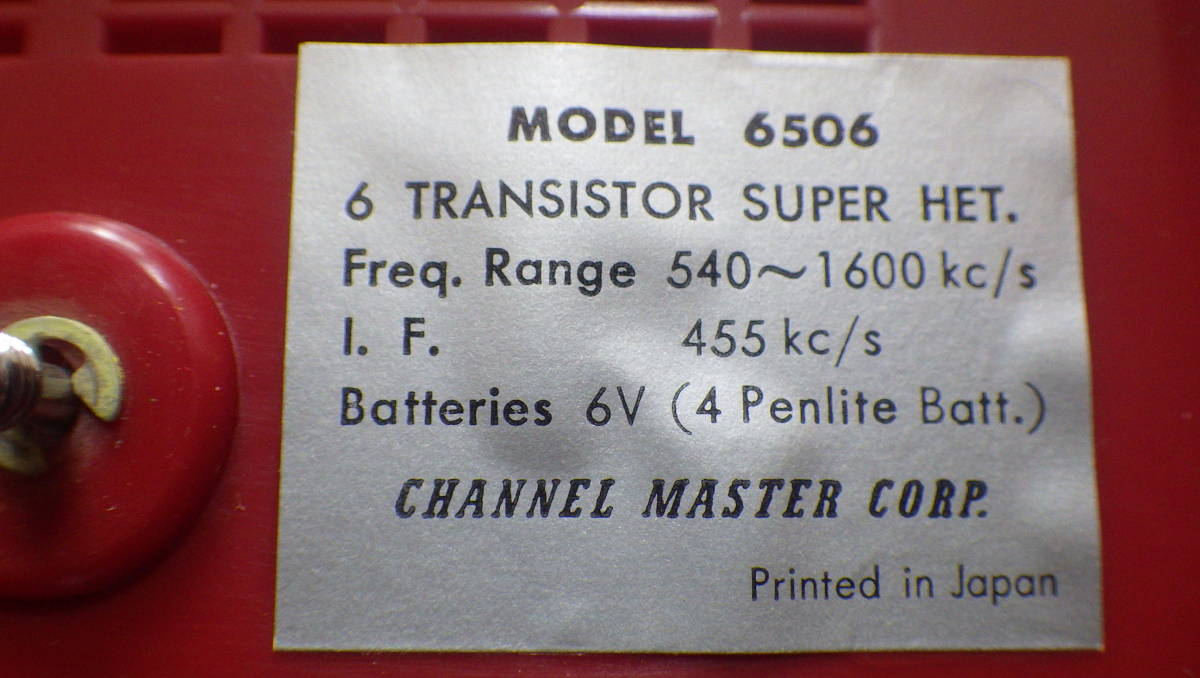 MODEL 6506
6 TRANSISTOR SUPER HET.
Freq. Range 540~1600 kc/s
I. F. 455 kc/s
Batteries 6V (4 Penlite Batt.)
CHANNEL MASTER CORP.
Printed in Japan